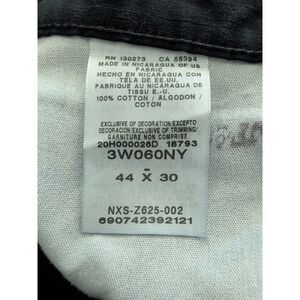 RN 130273 CA 55394
MADE IN NICARAGUA OF US
FABRIC
HECHO EN NICARAGUA CON
TELA DE EE.UU.
FABRIQUE AU NICARAGUA DE
TISSU E.-U.
100% COTTON / ALGODON /
COTON
EXCLUSIVE OF DECORATION/EXCEPTO
DECORACION/EXCLUSIVE OF TRIMMING/
GARNITURE NON COMPRISE
20H000026D 18793
3W060NY
-
44 X 30
NXS-Z625-002
690742392121